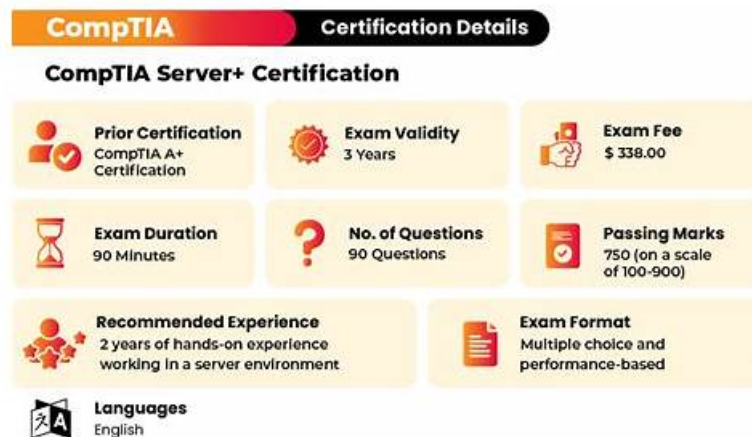 CompTIA
Certification Details
CompTIA Server+ Certification
Prior Certification
CompTIA A+
Certification
Exam Validity
3 Years
Exam Fee
$ 338.00
Exam Duration
90 Minutes
No. of Questions
90 Questions
Passing Marks
750 (on a scale
of 100-900)
Recommended Experience
2 years of hands-on experience
working in a server environment
Exam Format
Multiple choice and
performance-based
Languages
English